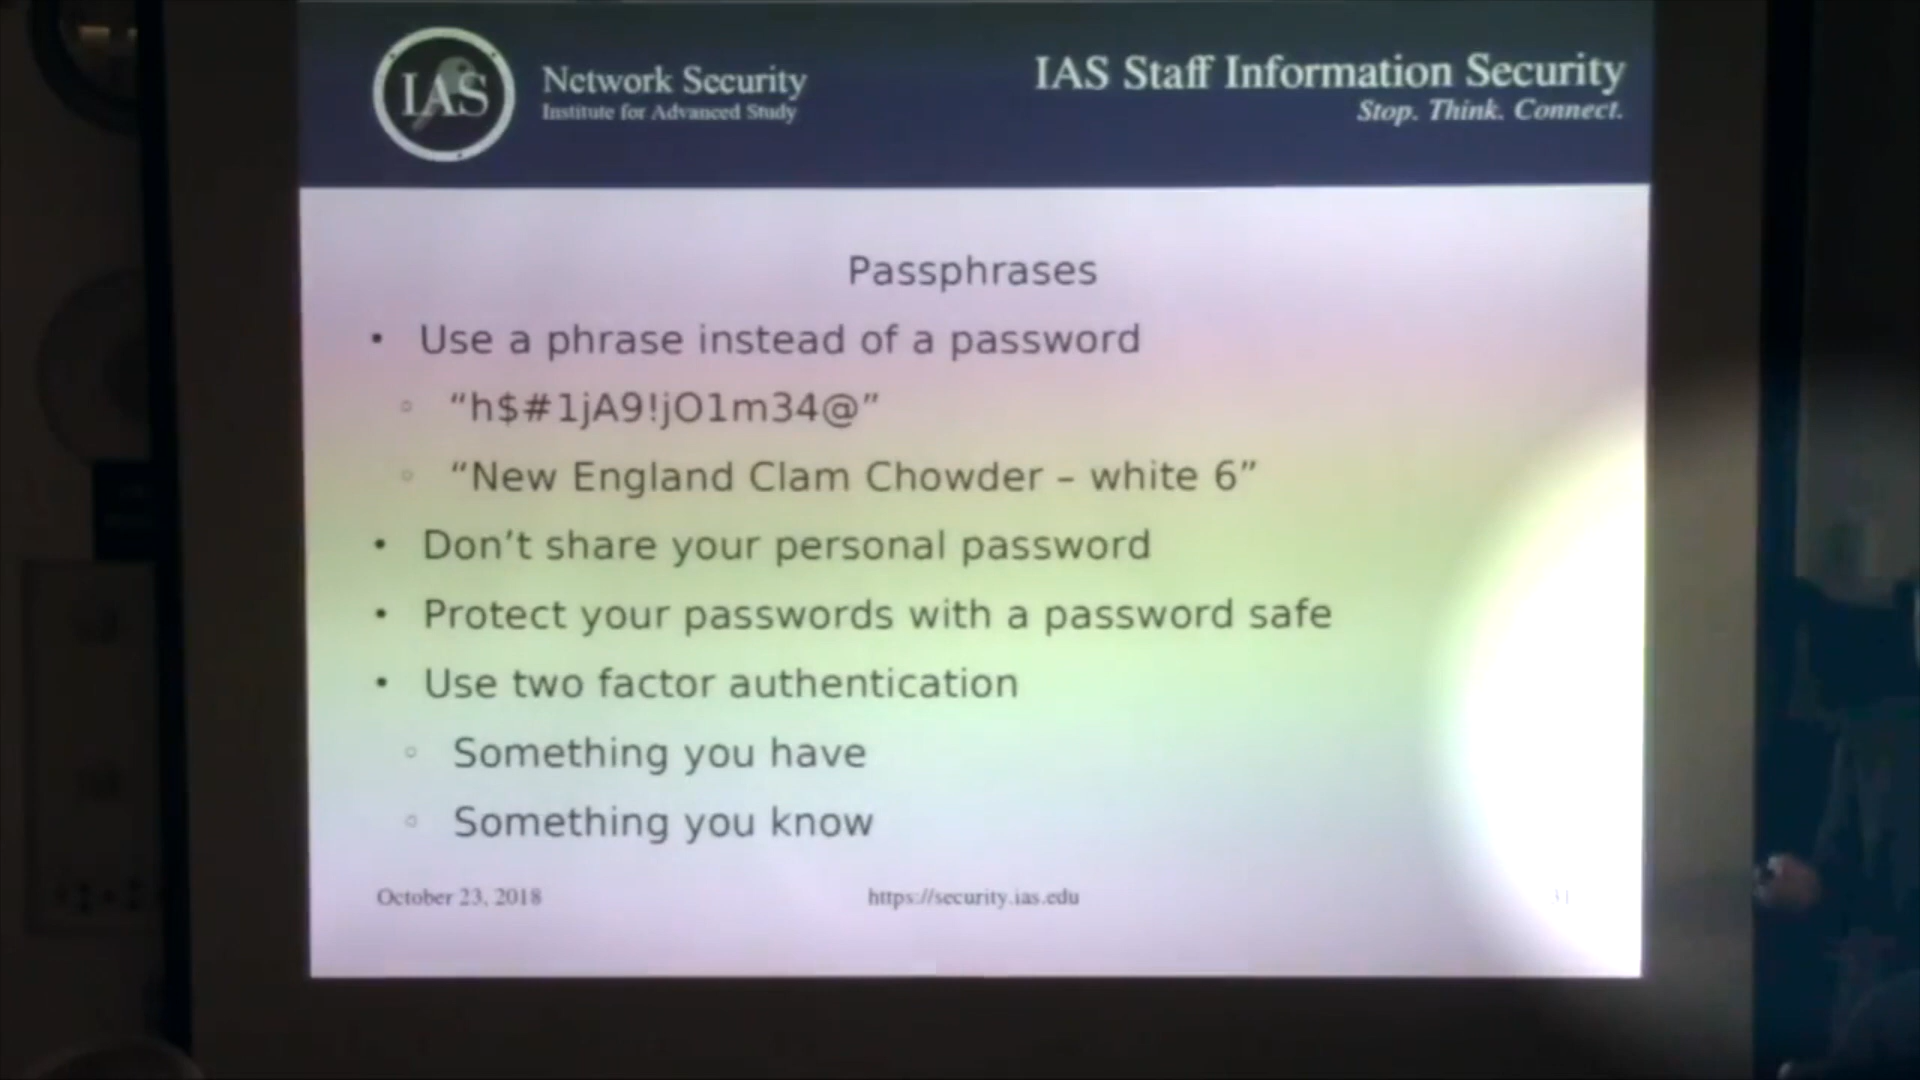 IAS
Network Security
Institute for Advanced Study
IAS Staff Information Security
Stop. Think. Connect.
Passphrases
• Use a phrase instead of a password
◦ “h$#1jA9!jO1m34@”
◦ “New England Clam Chowder – white 6”
• Don’t share your personal password
• Protect your passwords with a password safe
• Use two factor authentication
◦ Something you have
◦ Something you know
October 23, 2018
https://security.ias.edu